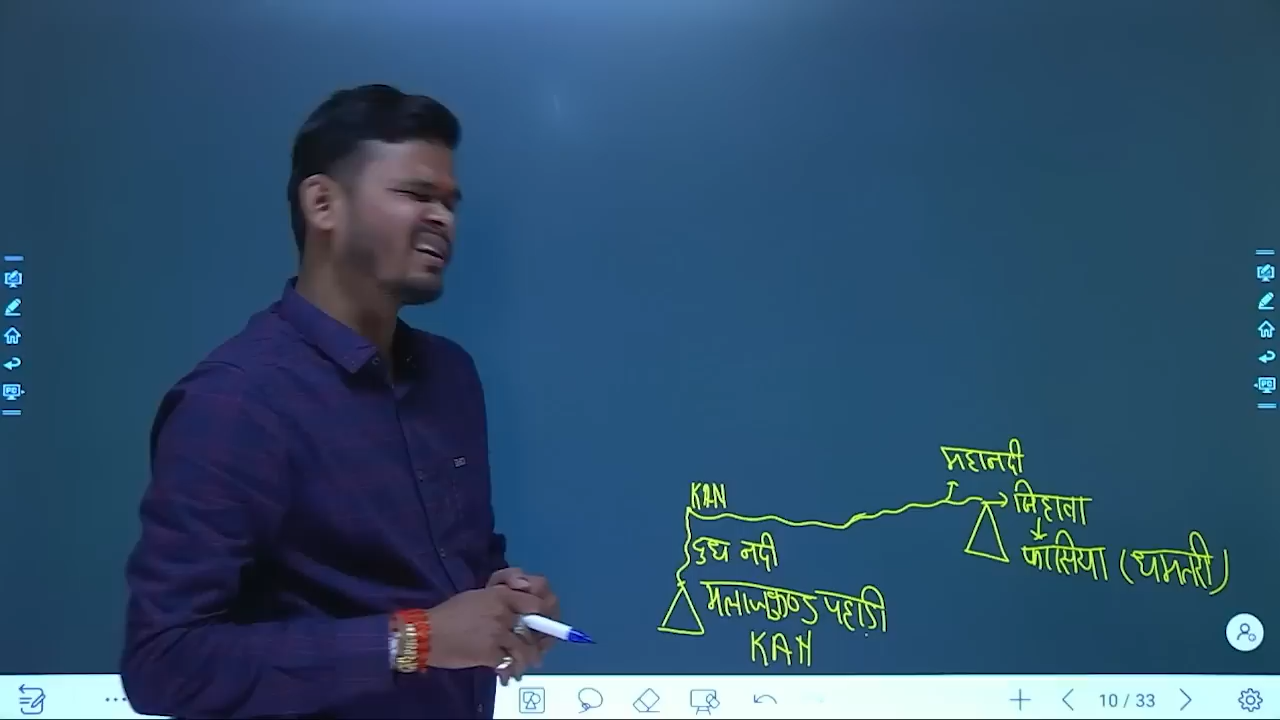 महानदी
KAN
सिहावा
दुध नदी
फरसिया (धमतरी)
मलाजकुण्ड पहाड़ी
KAN
10 / 33